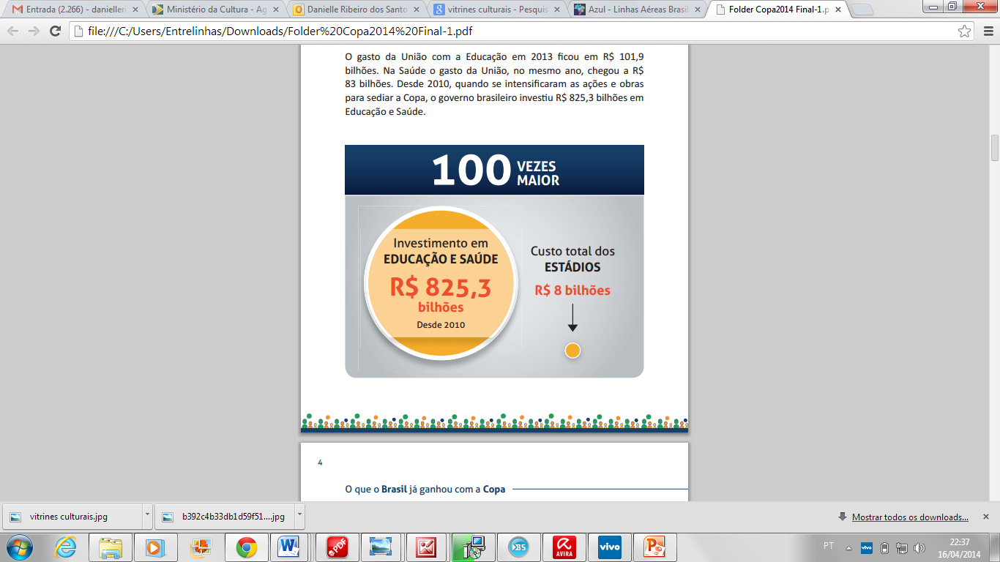 Entrada (2.266) - danielleri
Ministério da Cultura - Ag
Danielle Ribeiro dos Santo
vitrines culturais - Pesquis
Azul - Linhas Aéreas Brasil
Folder Copa2014 Final-1.p
file:///C:/Users/Entrelinhas/Downloads/Folder%20Copa2014%20Final-1.pdf
O gasto da União com a Educação em 2013 ficou em R$ 101,9
bilhões. Na Saúde o gasto da União, no mesmo ano, chegou a R$
83 bilhões. Desde 2010, quando se intensificaram as ações e obras
para sediar a Copa, o governo brasileiro investiu R$ 825,3 bilhões em
Educação e Saúde.
100 VEZES
MAIOR
Investimento em
EDUCAÇÃO E SAÚDE
R$ 825,3
bilhões
Desde 2010
Custo total dos
ESTÁDIOS
R$ 8 bilhões
4
O que o Brasil já ganhou com a Copa
vitrines culturais.jpg
b392c4b33db1d59f51....jpg
Mostrar todos os downloads...
PDF
BS
AVIRA
vivo
PT
vivo
22:37
16/04/2014